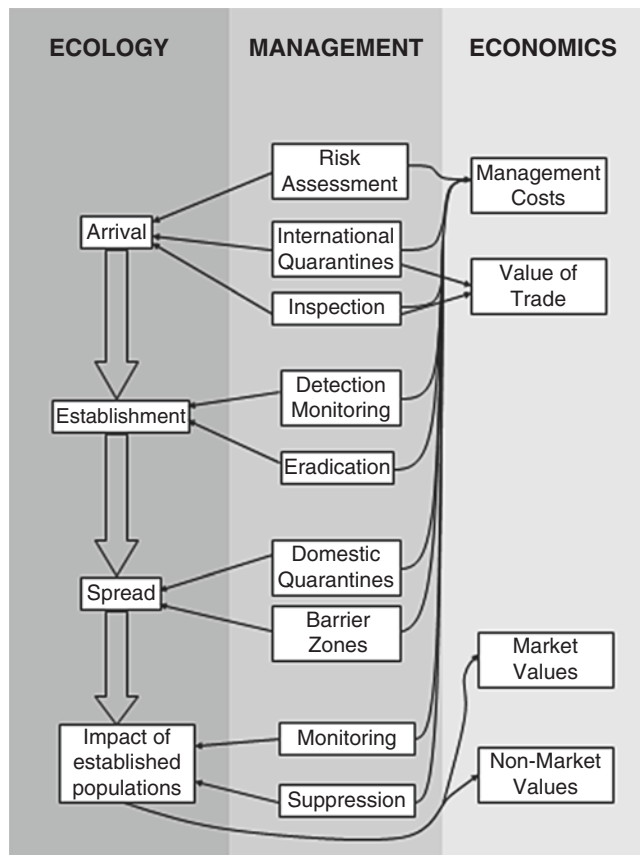 ECOLOGY
MANAGEMENT
ECONOMICS
Risk
Assessment
Management
Costs
Arrival
International
Quarantines
Value of
Trade
Inspection
Establishment
Detection
Monitoring
Eradication
Spread
Domestic
Quarantines
Barrier
Zones
Market
Values
Impact of
established
populations
Monitoring
Non-Market
Values
Suppression